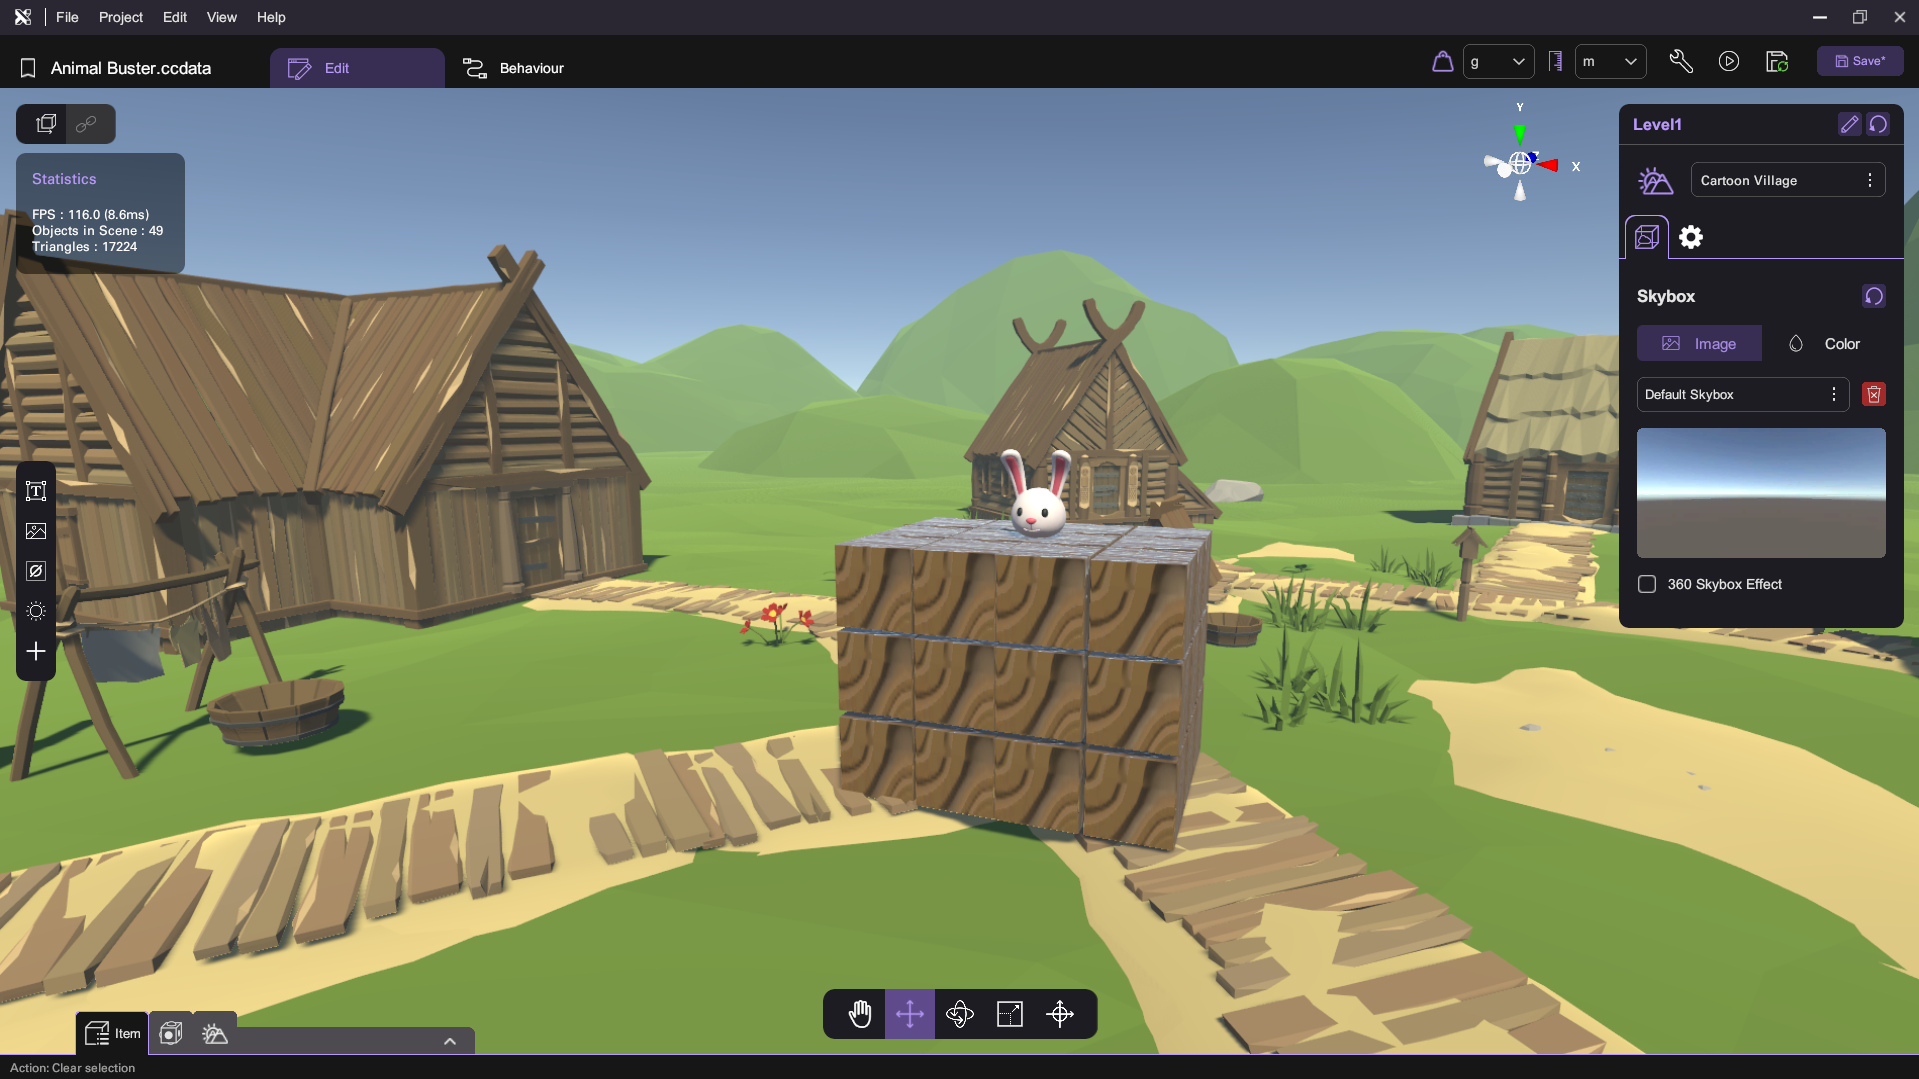 File Project Edit View Help
Animal Buster.ccdata
Edit
Behaviour
g
m
Save*
Statistics
FPS : 116.0 (8.6ms)
Objects in Scene : 49
Triangles : 17224
Y
X
Z
Level1
Cartoon Village
Skybox
Image
Color
Default Skybox
360 Skybox Effect
T
Item
Action: Clear selection